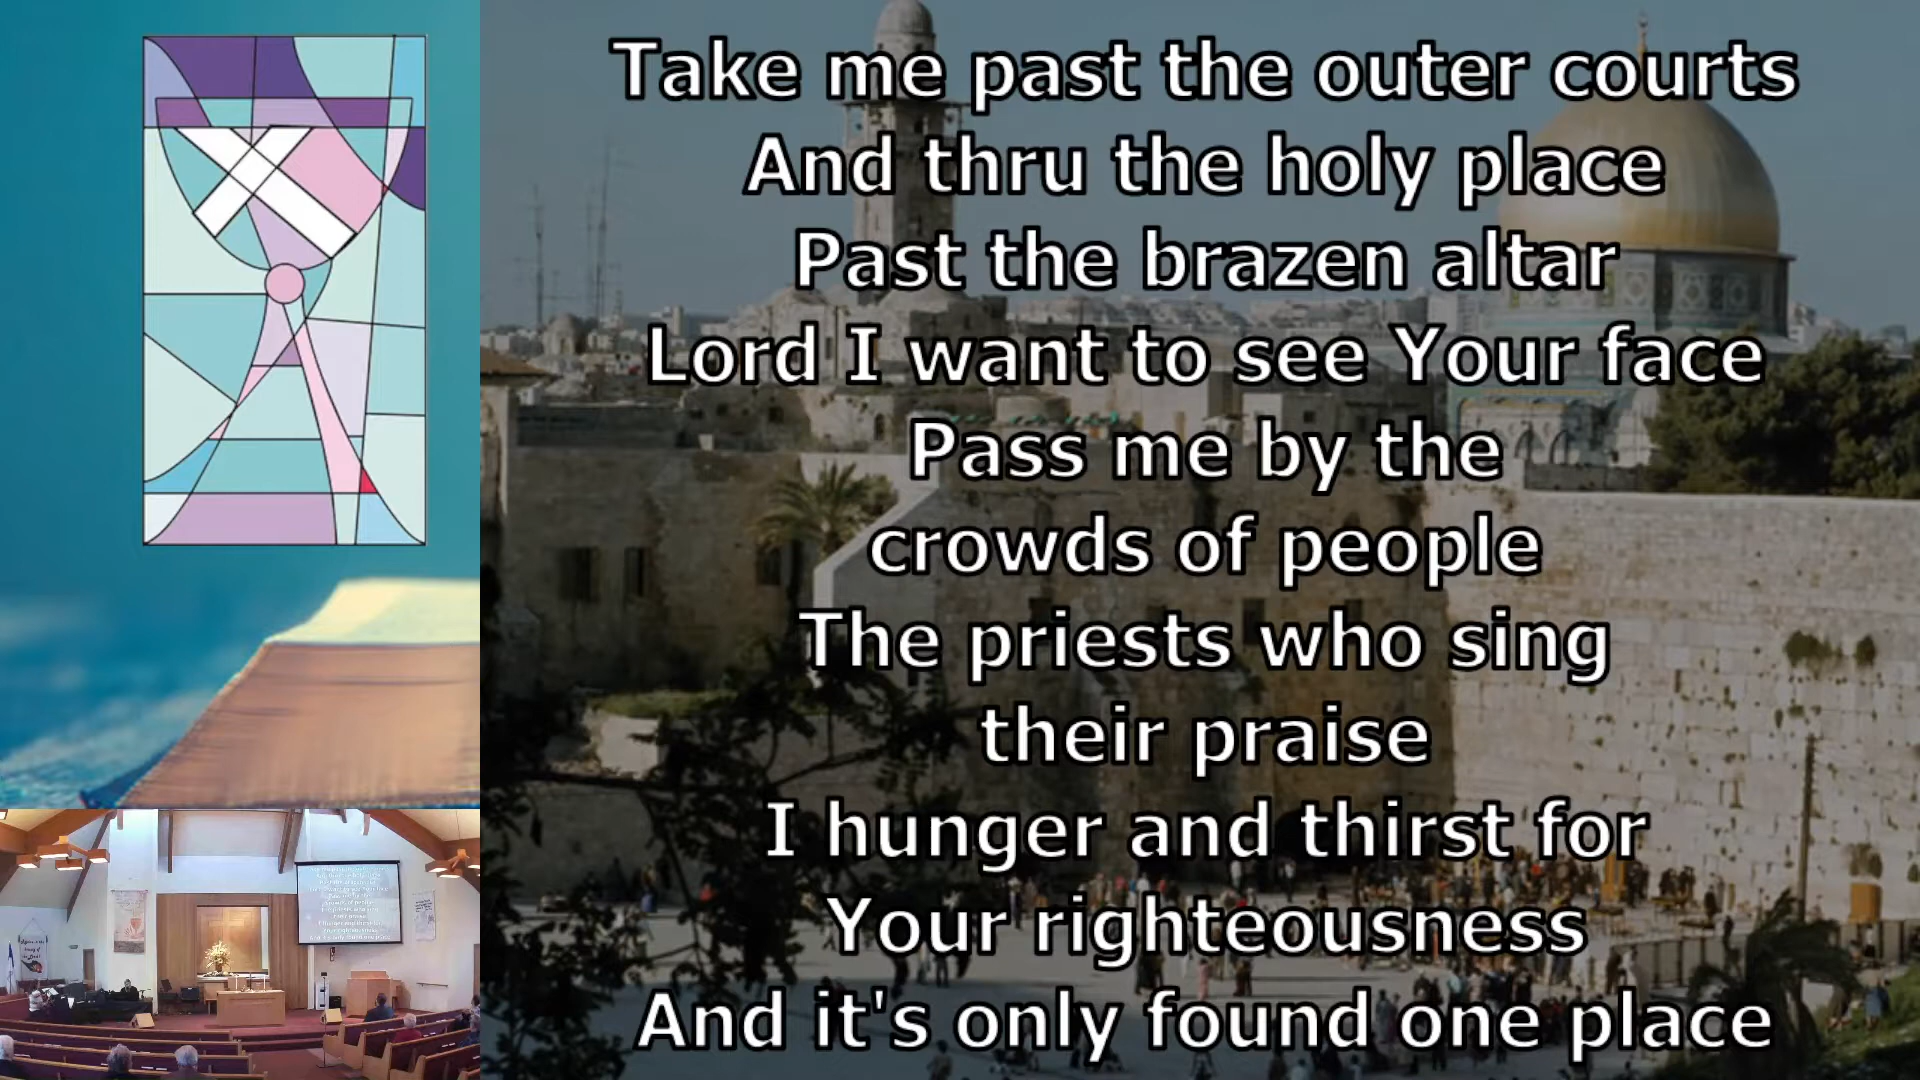 Take me past the outer courts
And thru the holy place
Past the brazen altar
Lord I want to see Your face
Pass me by the
crowds of people
The priests who sing
their praise
I hunger and thirst for
Your righteousness
And it's only found one place